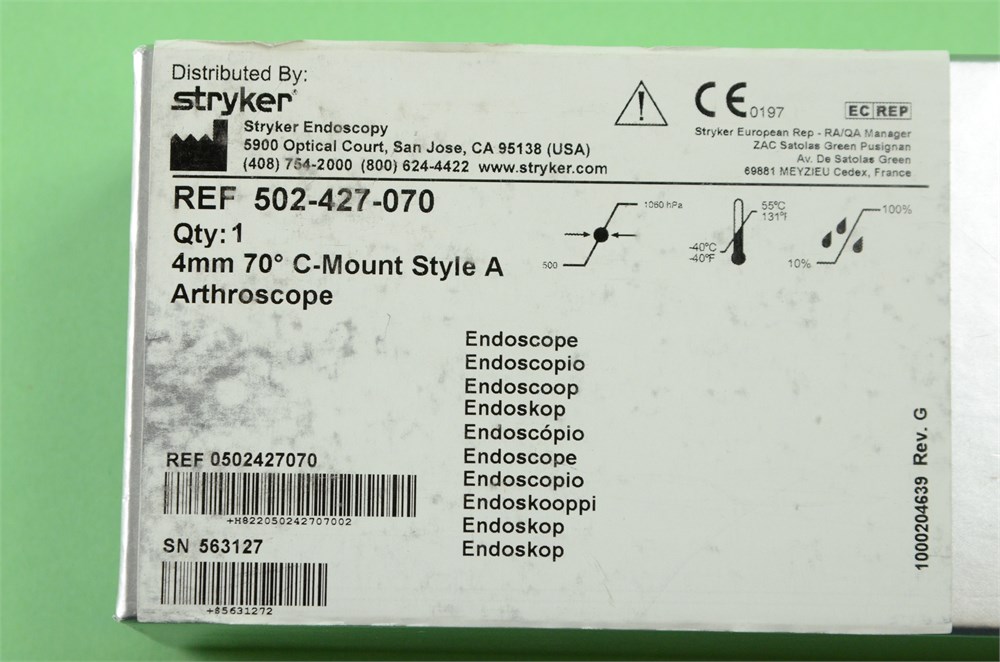 Distributed By:
stryker
Stryker Endoscopy
5900 Optical Court, San Jose, CA 95138 (USA)
(408) 754-2000 (800) 624-4422 www.stryker.com
CE 0197
EC REP
Stryker European Rep - RA/QA Manager
ZAC Satolas Green Pusignan
Av. De Satolas Green
69881 MEYZIEU Cedex, France
REF 502-427-070
Qty: 1
4mm 70° C-Mount Style A
Arthroscope
1060 hPa
500
55°C
131°F
-40°C
-40°F
100%
10%
Endoscope
Endoscopio
Endoscoop
Endoskop
Endoscópio
Endoscope
Endoscopio
Endoskooppi
Endoskop
Endoskop
REF 0502427070
+H822050242707002
SN 563127
+$5631272
1000204639 Rev. G